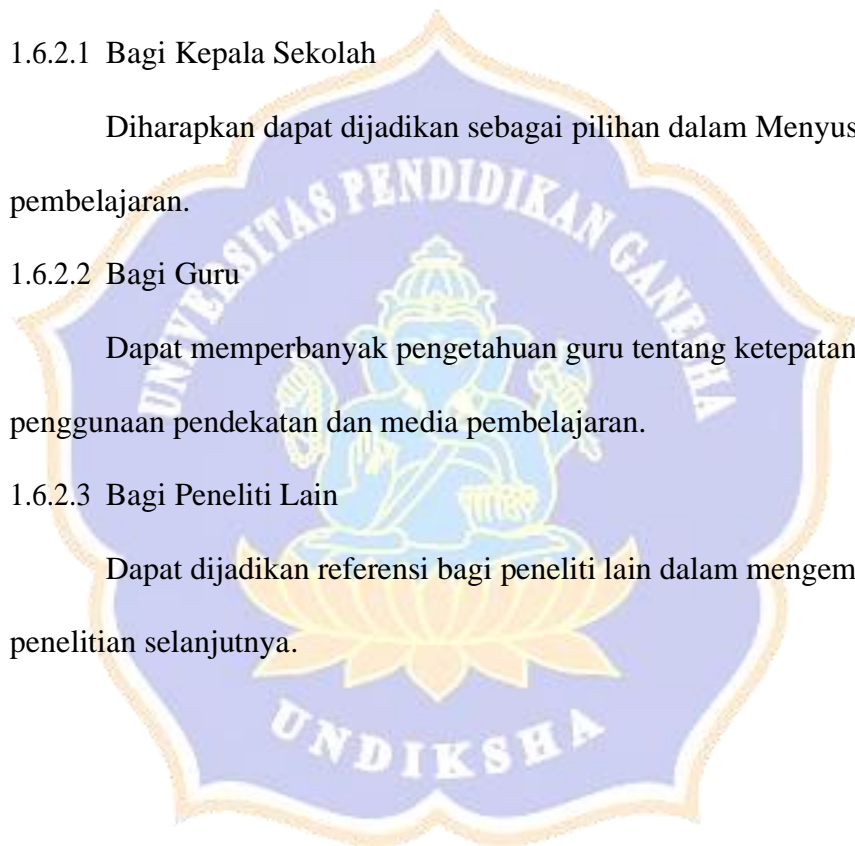 1.6.2.1 Bagi Kepala Sekolah
Diharapkan dapat dijadikan sebagai pilihan dalam
pembelajaran.
1.6.2.2 Bagi Guru
Dapat memperbanyak pengetahuan guru tentang ketepatan
penggunaan pendekatan dan media pembelajaran.
1.6.2.3 Bagi Peneliti Lain
Dapat dijadikan referensi bagi peneliti lain dalam
penelitian selanjutnya.
UNIVERSITAS PENDIDIKAN GANESHA
UNDIKSHA